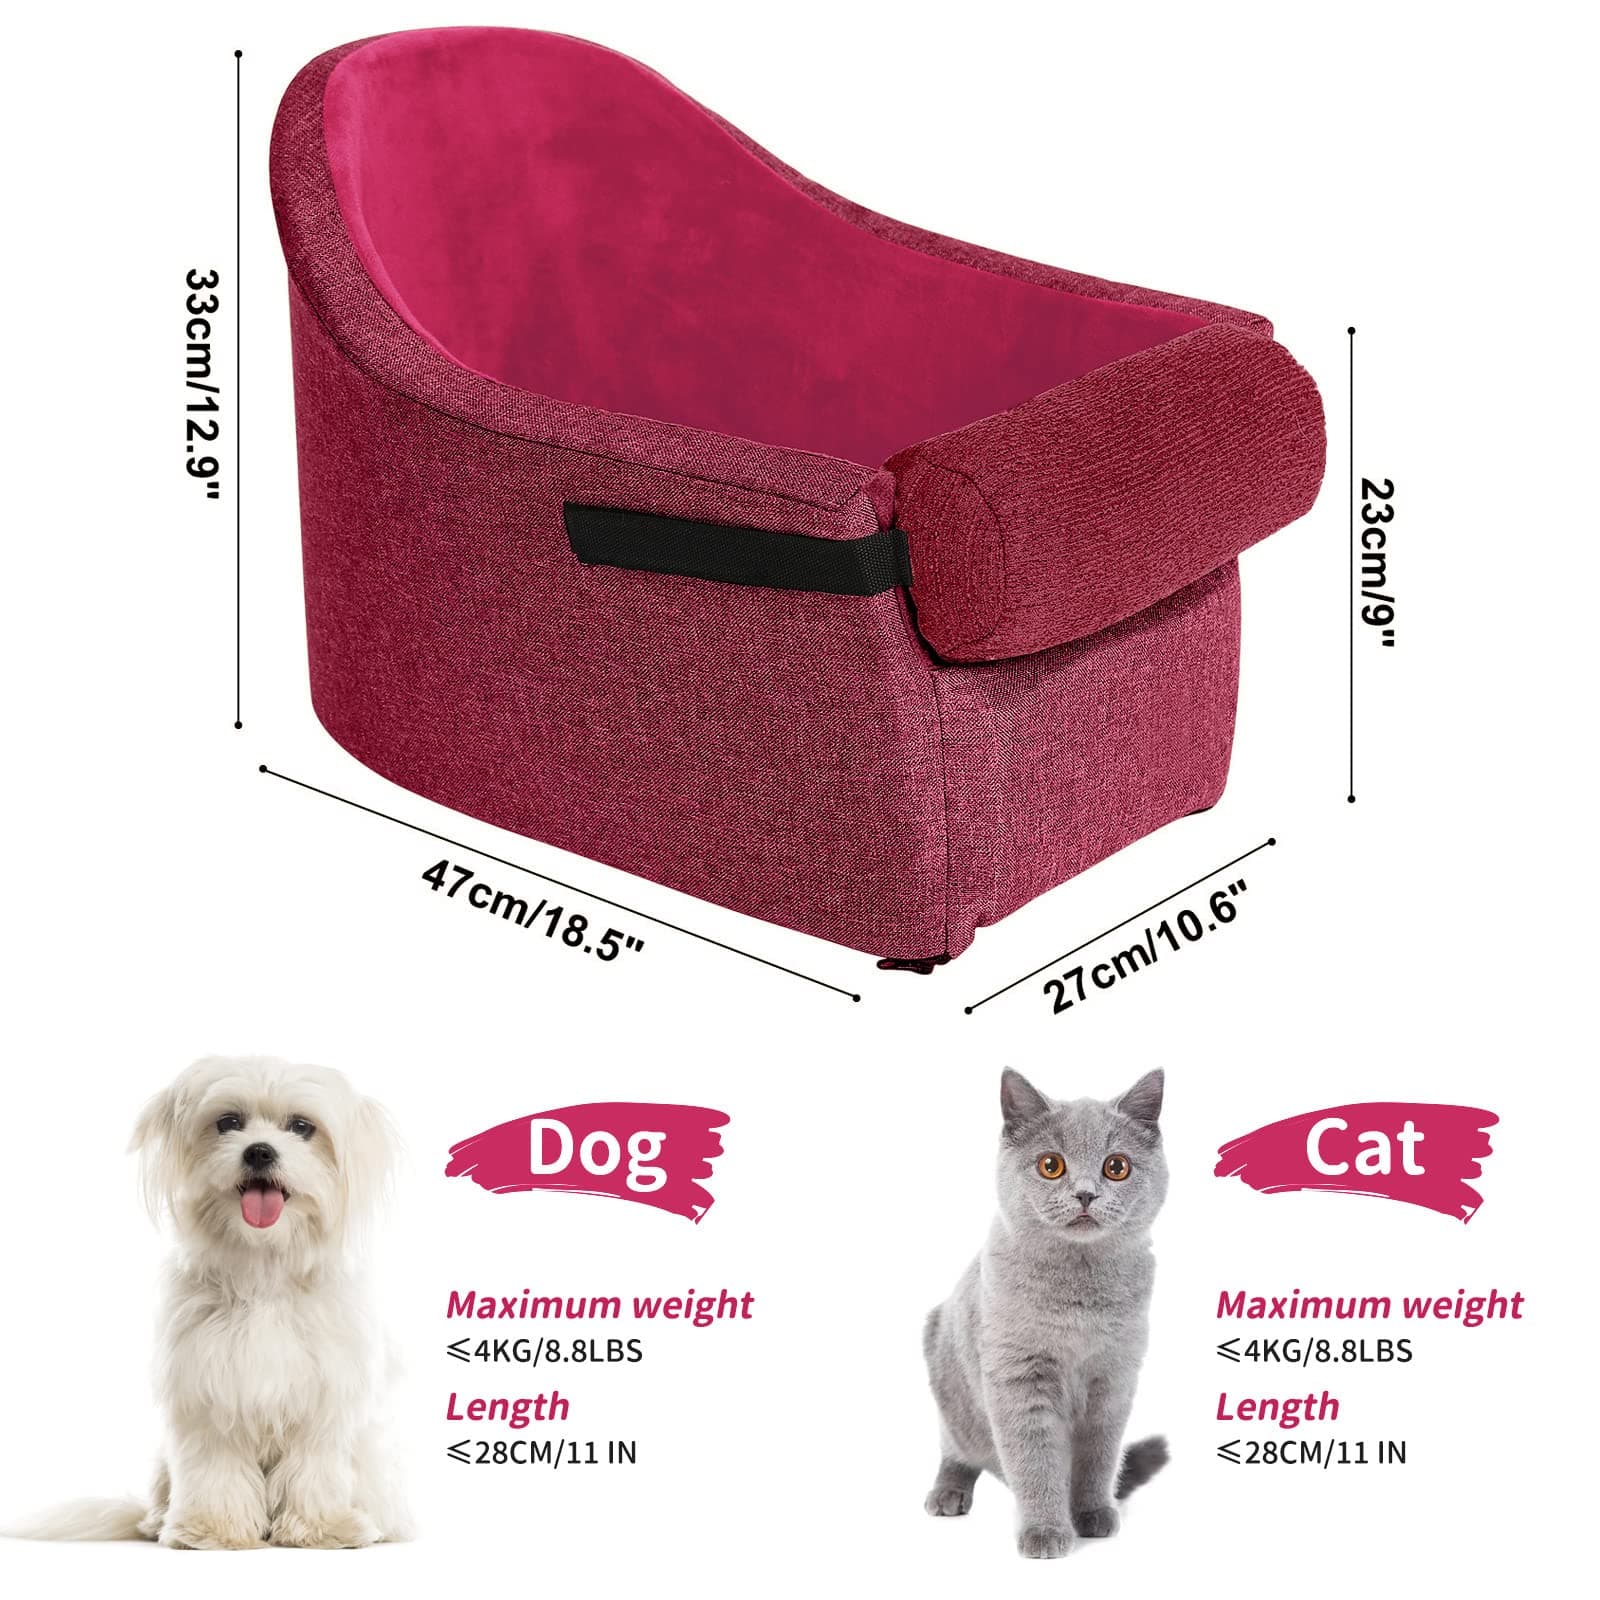 33cm/12.9"
23cm/9"
47cm/18.5"
27cm/10.6"
Dog
Maximum weight
≤4KG/8.8LBS
Length
≤28CM/11 IN
Cat
Maximum weight
≤4KG/8.8LBS
Length
≤28CM/11 IN